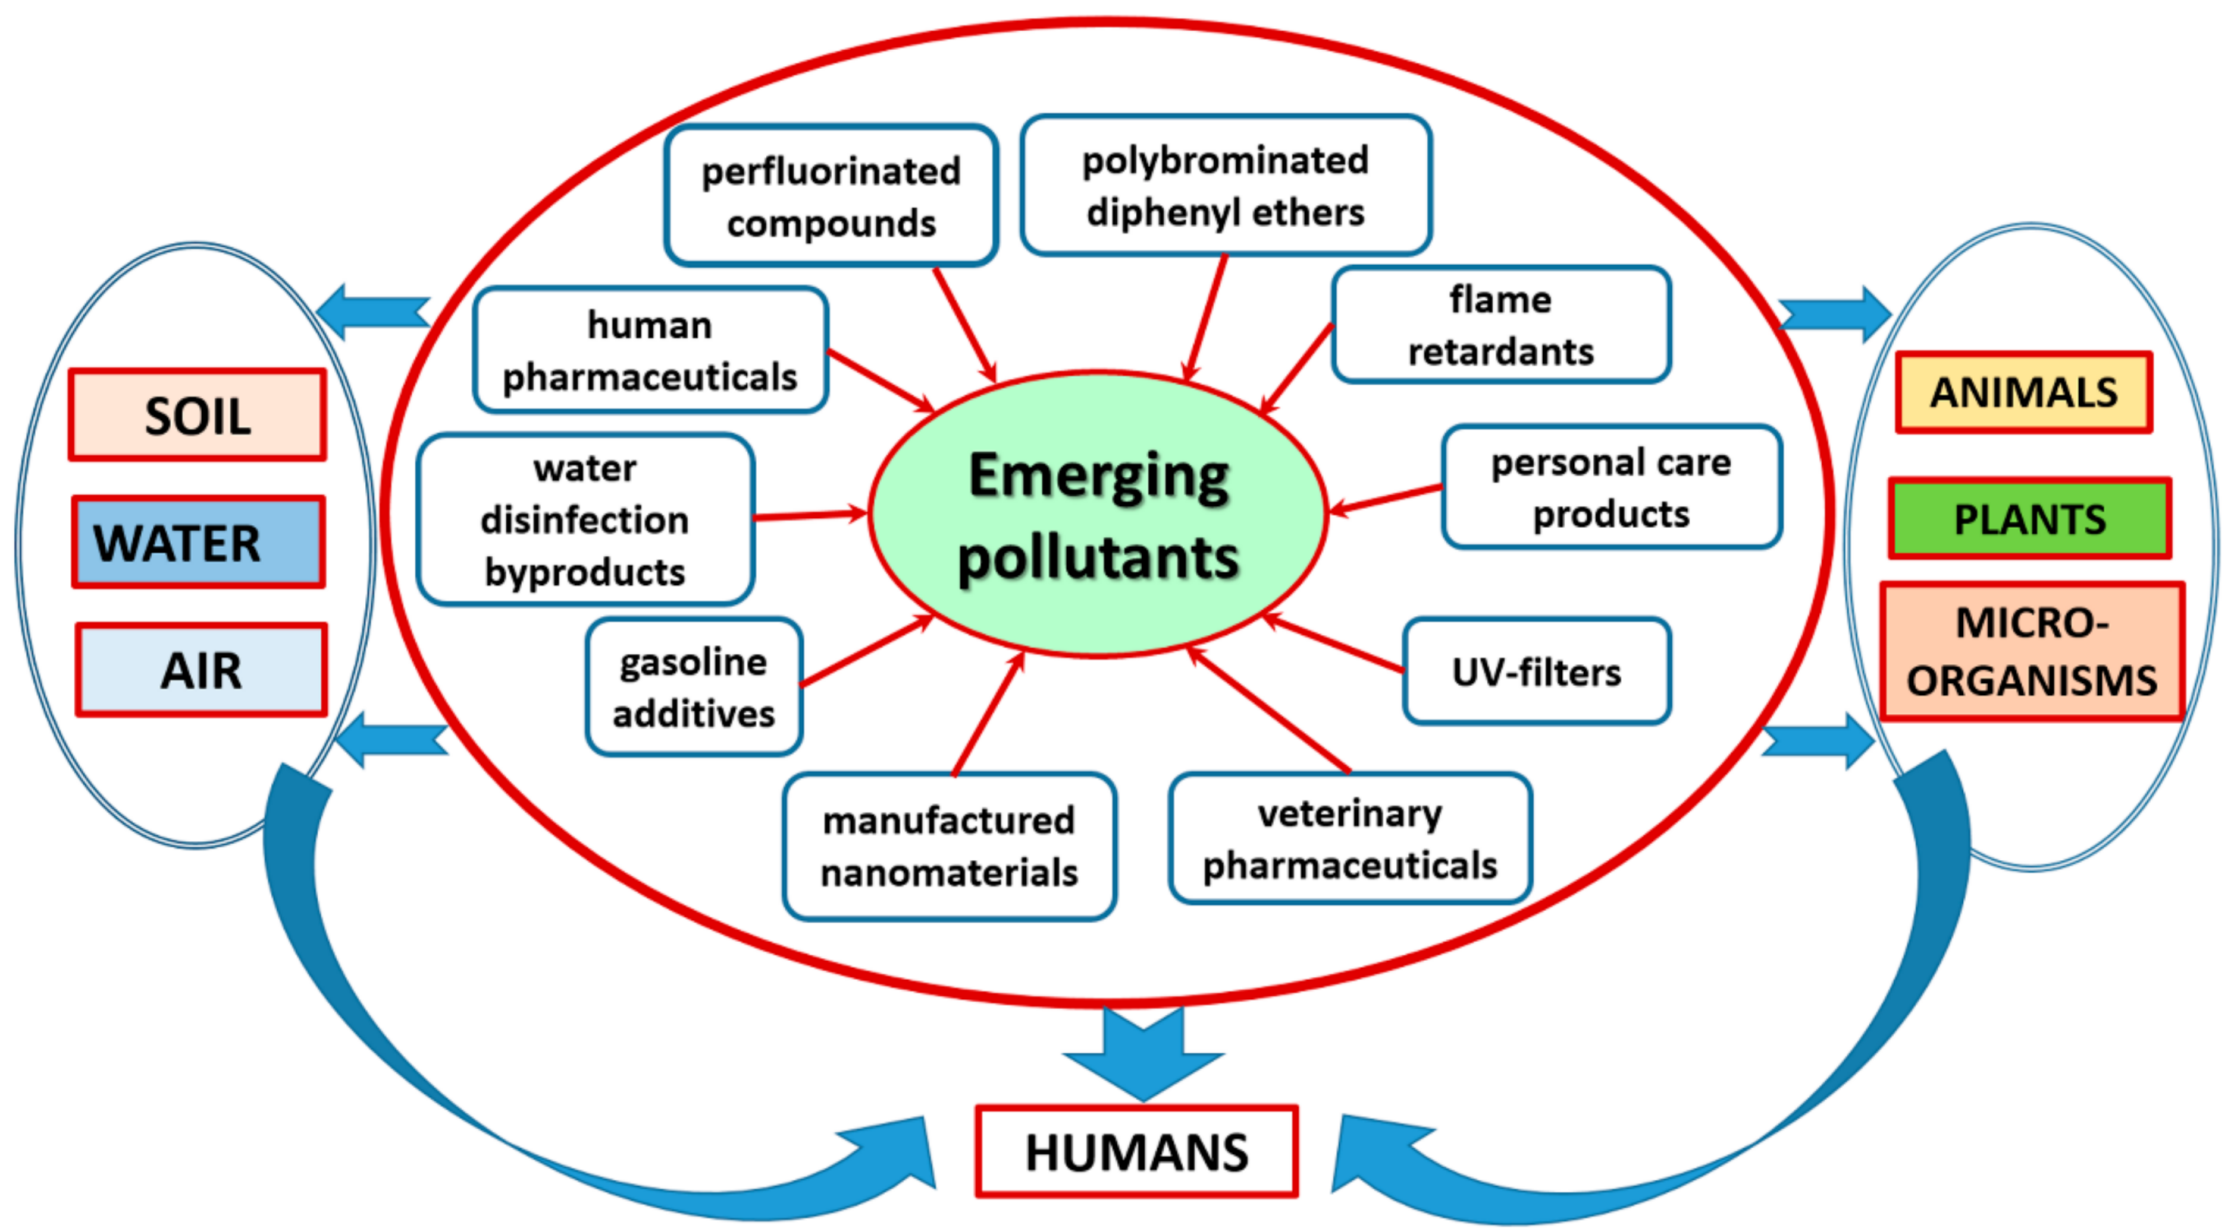 perfluorinated
compounds
polybrominated
diphenyl ethers
human
pharmaceuticals
flame
retardants
SOIL
WATER
AIR
water
disinfection
byproducts
Emerging
pollutants
personal care
products
ANIMALS
PLANTS
MICRO-
ORGANISMS
gasoline
additives
UV-filters
manufactured
nanomaterials
veterinary
pharmaceuticals
HUMANS